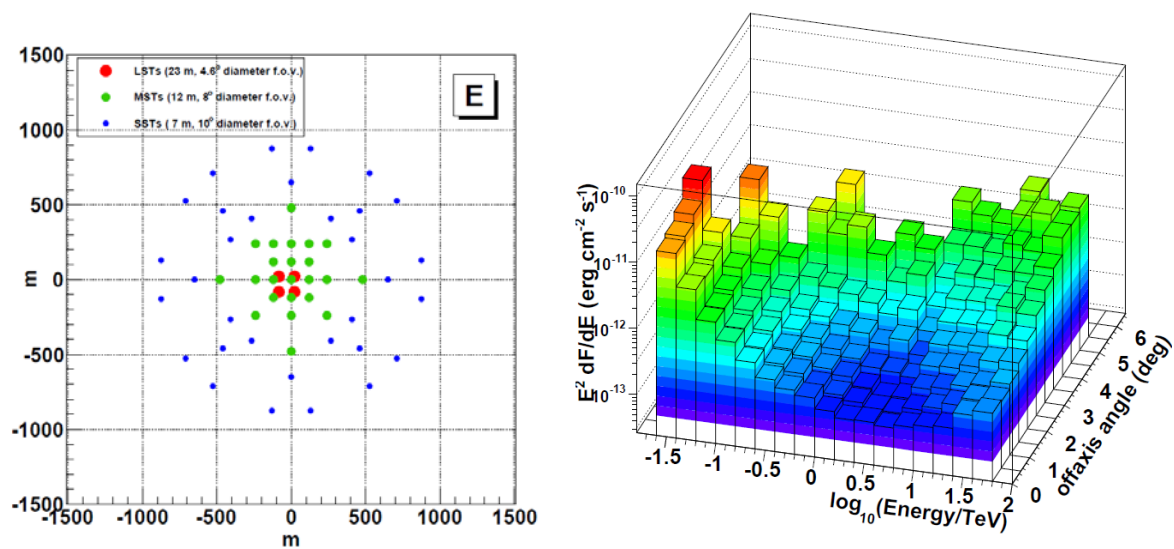 1500
1000
500
0
-500
-1000
-1500
-1500 -1000 -500 0 500 1000 1500
m
m
LSTs (23 m, 4.6° diameter f.o.v.)
MSTs (12 m, 8° diameter f.o.v.)
SSTs ( 7 m, 10° diameter f.o.v.)
E
E² dF/dE (erg cm⁻² s⁻¹)
10⁻¹⁰
10⁻¹¹
10⁻¹²
10⁻¹³
-1.5 -1 -0.5 0 0.5 1 1.5 2
log₁₀(Energy/TeV)
0 1 2 3 4 5 6
offaxis angle (deg)